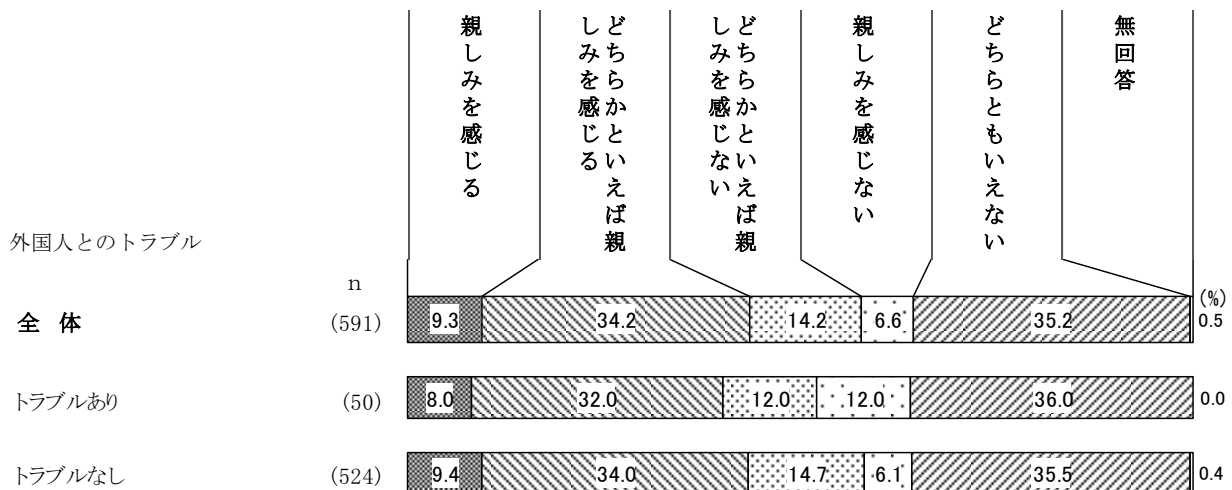 親しみを感じる
どちらかといえば親
しみを感じる
どちらかといえば親
しみを感じない
親しみを感じない
どちらともいえない
無回答
外国人とのトラブル
n
(%)
全 体 (591) 9.3 34.2 14.2 6.6 35.2 0.5
トラブルあり (50) 8.0 32.0 12.0 12.0 36.0 0.0
トラブルなし (524) 9.4 34.0 14.7 6.1 35.5 0.4